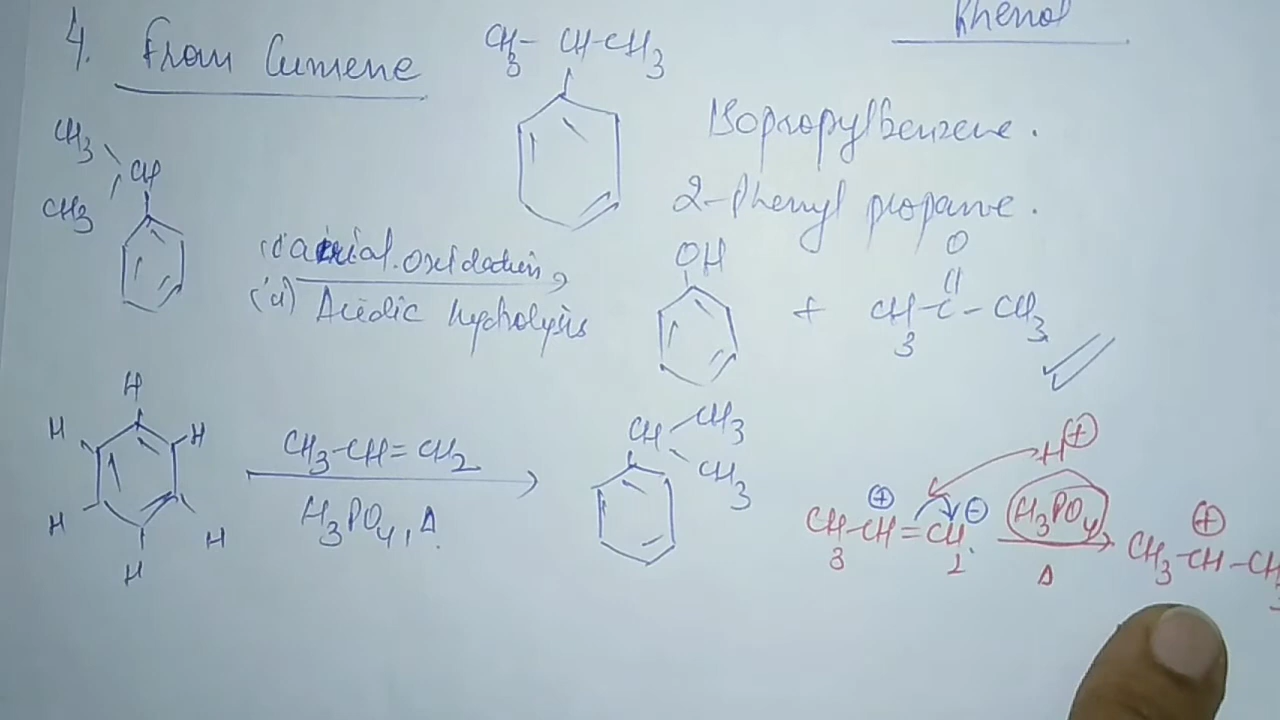 Phenol
4. From Cumene
CH3-CH-CH3
Isopropylbenzene.
2-Phenyl propane.
CH3
CH
CH3
(i) aerial oxidation,
(ii) Acidic hydrolysis
OH
+
O
CH3-C-CH3
H
H
H
H
H
H
CH3-CH=CH2
H3PO4, Δ.
CH
CH3
CH3
H⊕
CH3-CH=CH2
⊕
⊖
H3PO4
Δ
⊕
CH3-CH-CH3